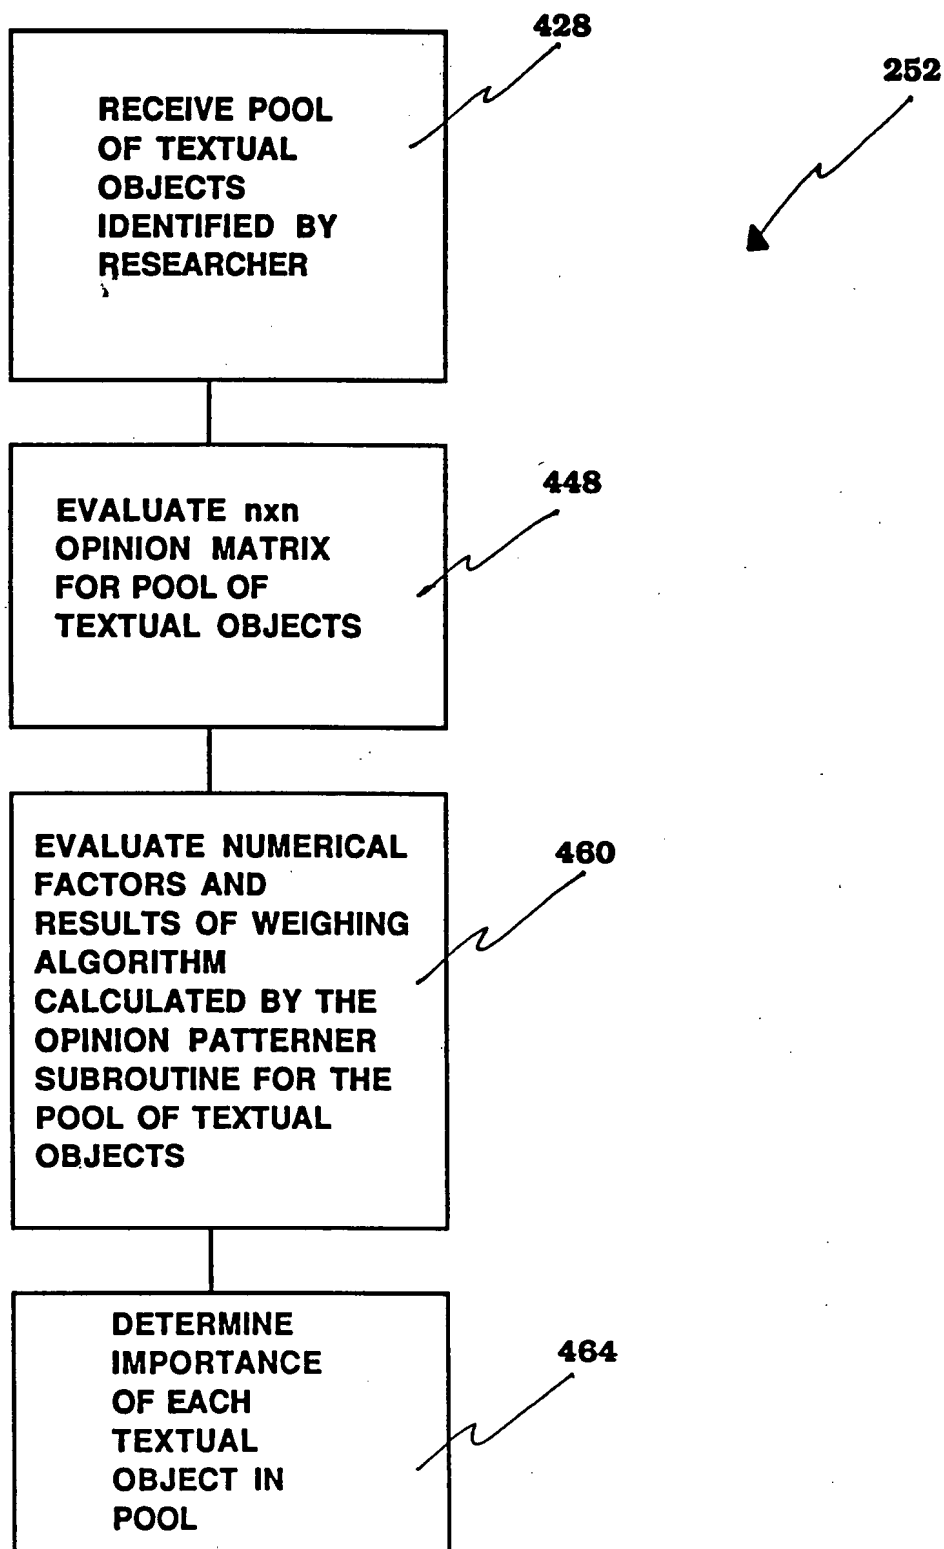 428
252
RECEIVE POOL
OF TEXTUAL
OBJECTS
IDENTIFIED BY
RESEARCHER
448
EVALUATE nxn
OPINION MATRIX
FOR POOL OF
TEXTUAL OBJECTS
460
EVALUATE NUMERICAL
FACTORS AND
RESULTS OF WEIGHING
ALGORITHM
CALCULATED BY THE
OPINION PATTERNER
SUBROUTINE FOR THE
POOL OF TEXTUAL
OBJECTS
464
DETERMINE
IMPORTANCE
OF EACH
TEXTUAL
OBJECT IN
POOL